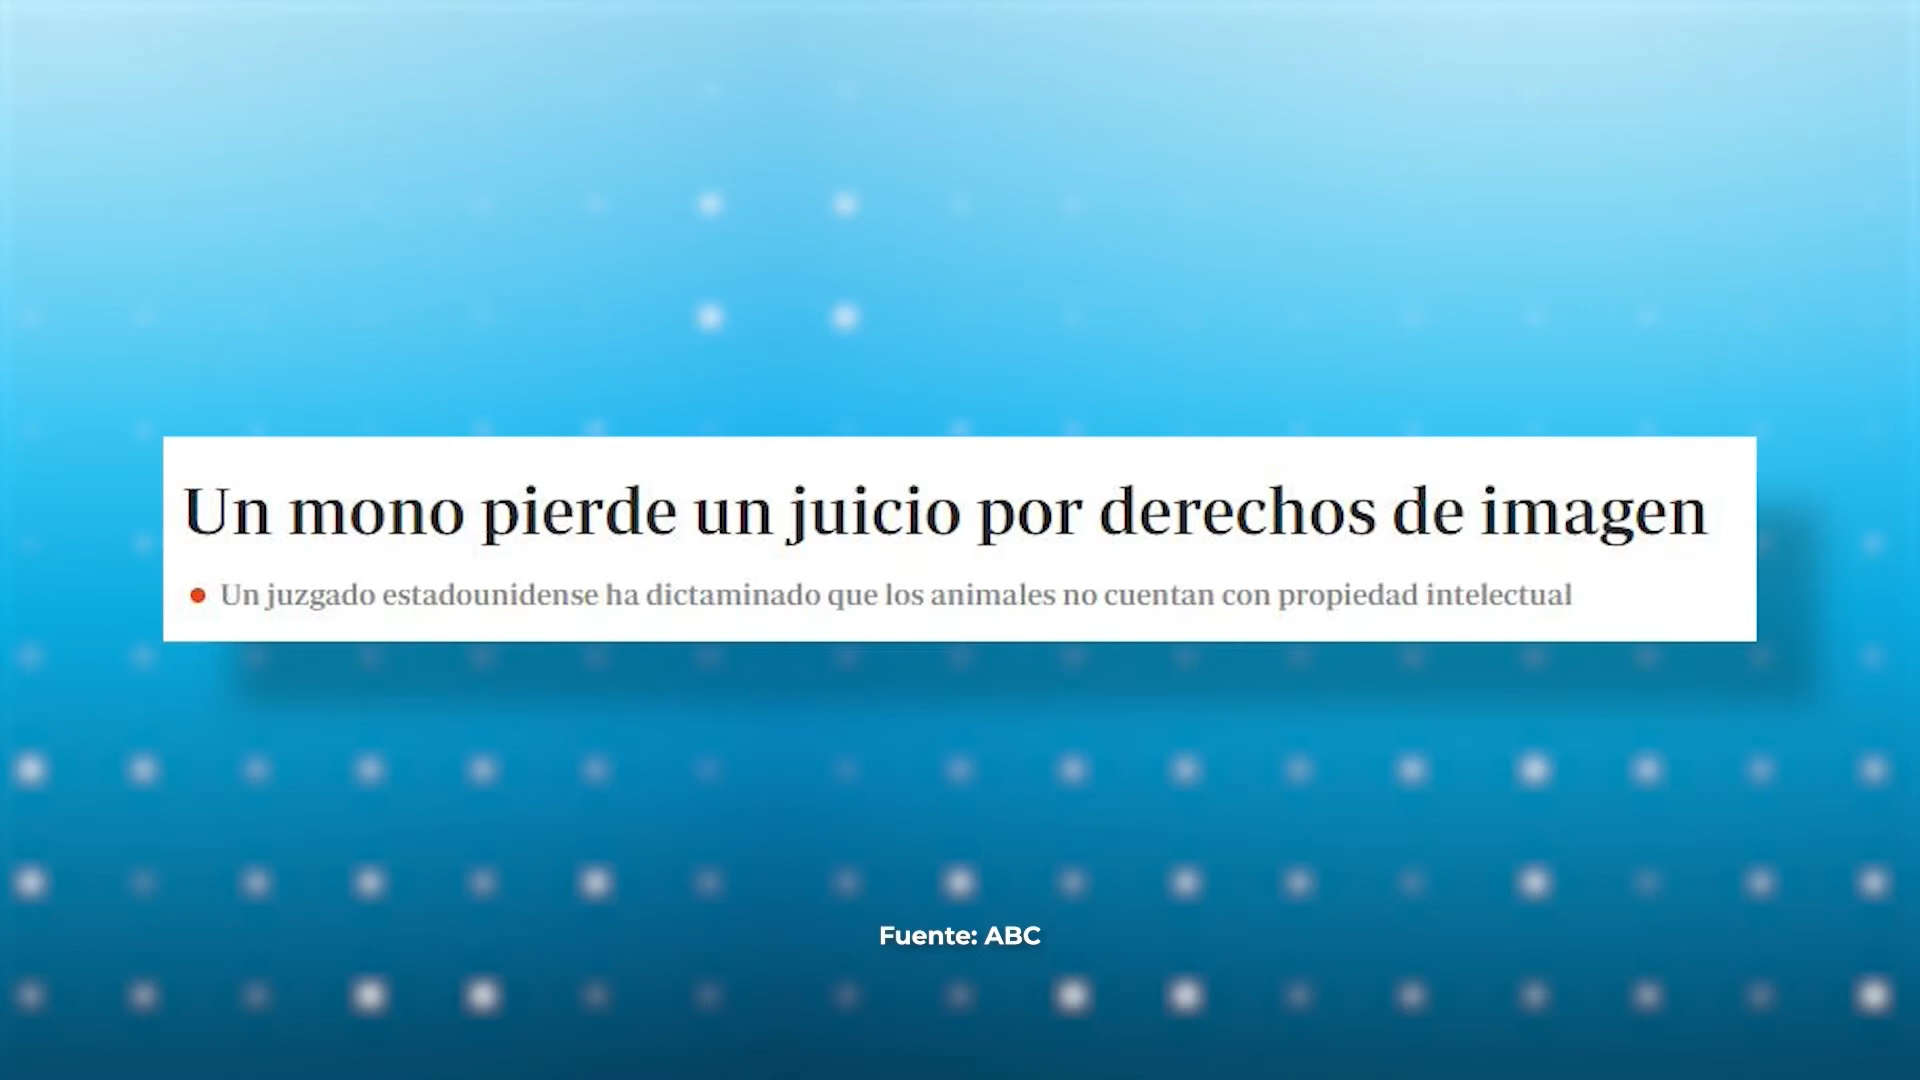 Un mono pierde un juicio por derechos de imagen
Un juzgado estadounidense ha dictaminado que los animales no cuentan con propiedad intelectual
Fuente: ABC